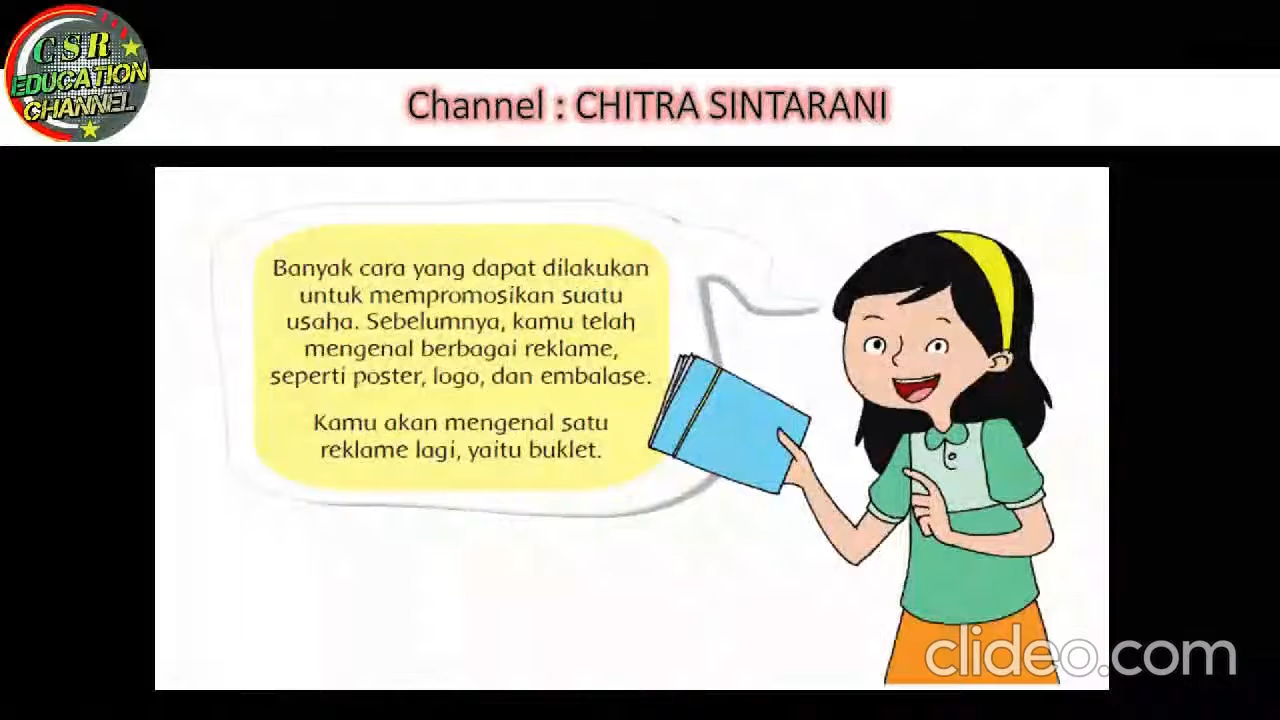 CSR
EDUCATION
CHANNEL
Channel : CHITRA SINTARANI
Banyak cara yang dapat dilakukan
untuk mempromosikan suatu
usaha. Sebelumnya, kamu telah
mengenal berbagai reklame,
seperti poster, logo, dan embalase.
Kamu akan mengenal satu
reklame lagi, yaitu buklet.
clideo.com